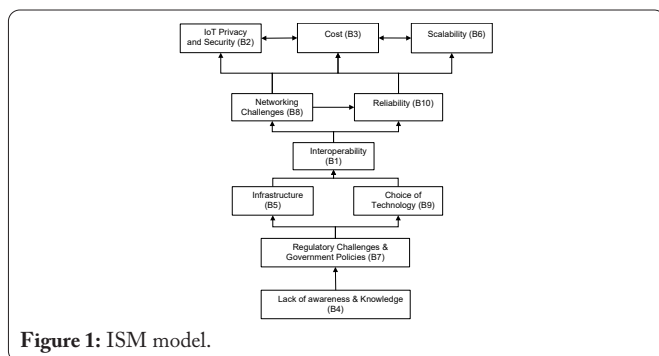 IoT Privacy
and Security (B2)
Cost (B3)
Scalability (B6)
Networking
Challenges (B8)
Reliability (B10)
Interoperability
(B1)
Infrastructure
(B5)
Choice of
Technology (B9)
Regulatory Challenges &
Government Policies (B7)
Lack of awareness & Knowledge
(B4)
Figure 1: ISM model.